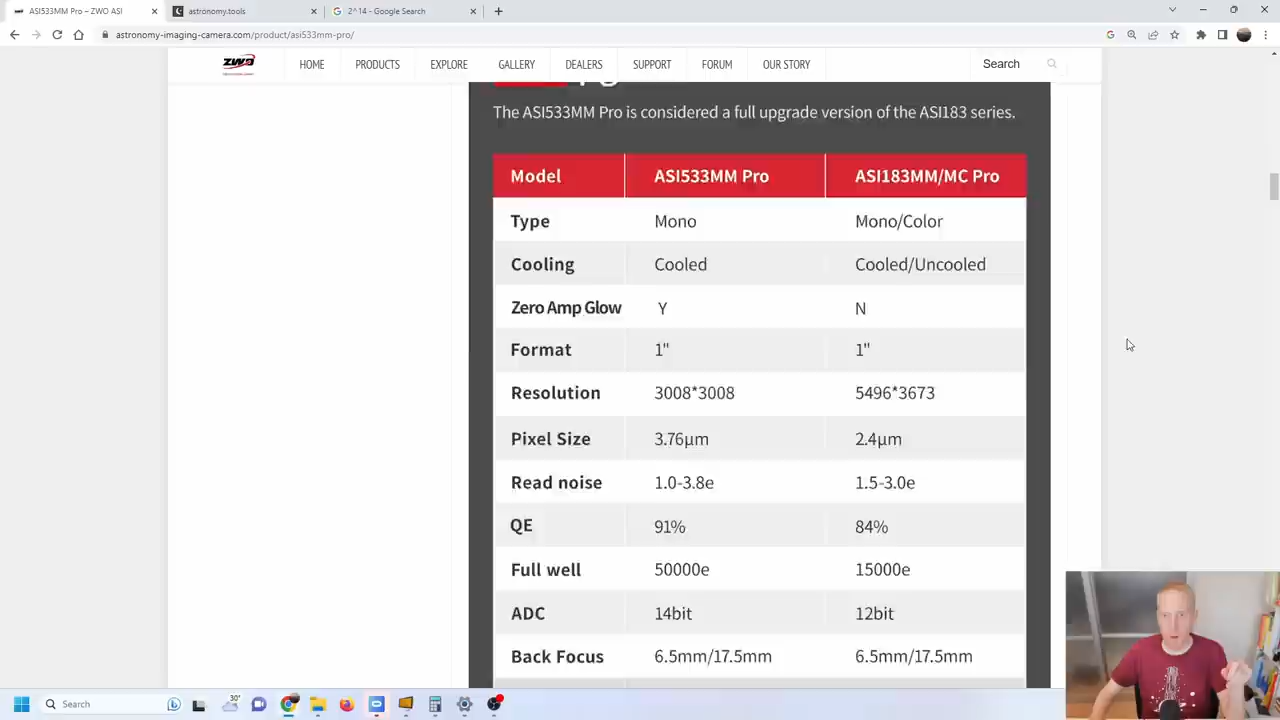 ASI533MM Pro – ZWO ASI
astronomy.tools
2^14 - Google Search
astronomy-imaging-camera.com/product/asi533mm-pro/
ZWO
HOME
PRODUCTS
EXPLORE
GALLERY
DEALERS
SUPPORT
FORUM
OUR STORY
Search
The ASI533MM Pro is considered a full upgrade version of the ASI183 series.
Model ASI533MM Pro ASI183MM/MC Pro
Type Mono Mono/Color
Cooling Cooled Cooled/Uncooled
Zero Amp Glow Y N
Format 1" 1"
Resolution 3008*3008 5496*3673
Pixel Size 3.76μm 2.4μm
Read noise 1.0-3.8e 1.5-3.0e
QE 91% 84%
Full well 50000e 15000e
ADC 14bit 12bit
Back Focus 6.5mm/17.5mm 6.5mm/17.5mm
Search
30°